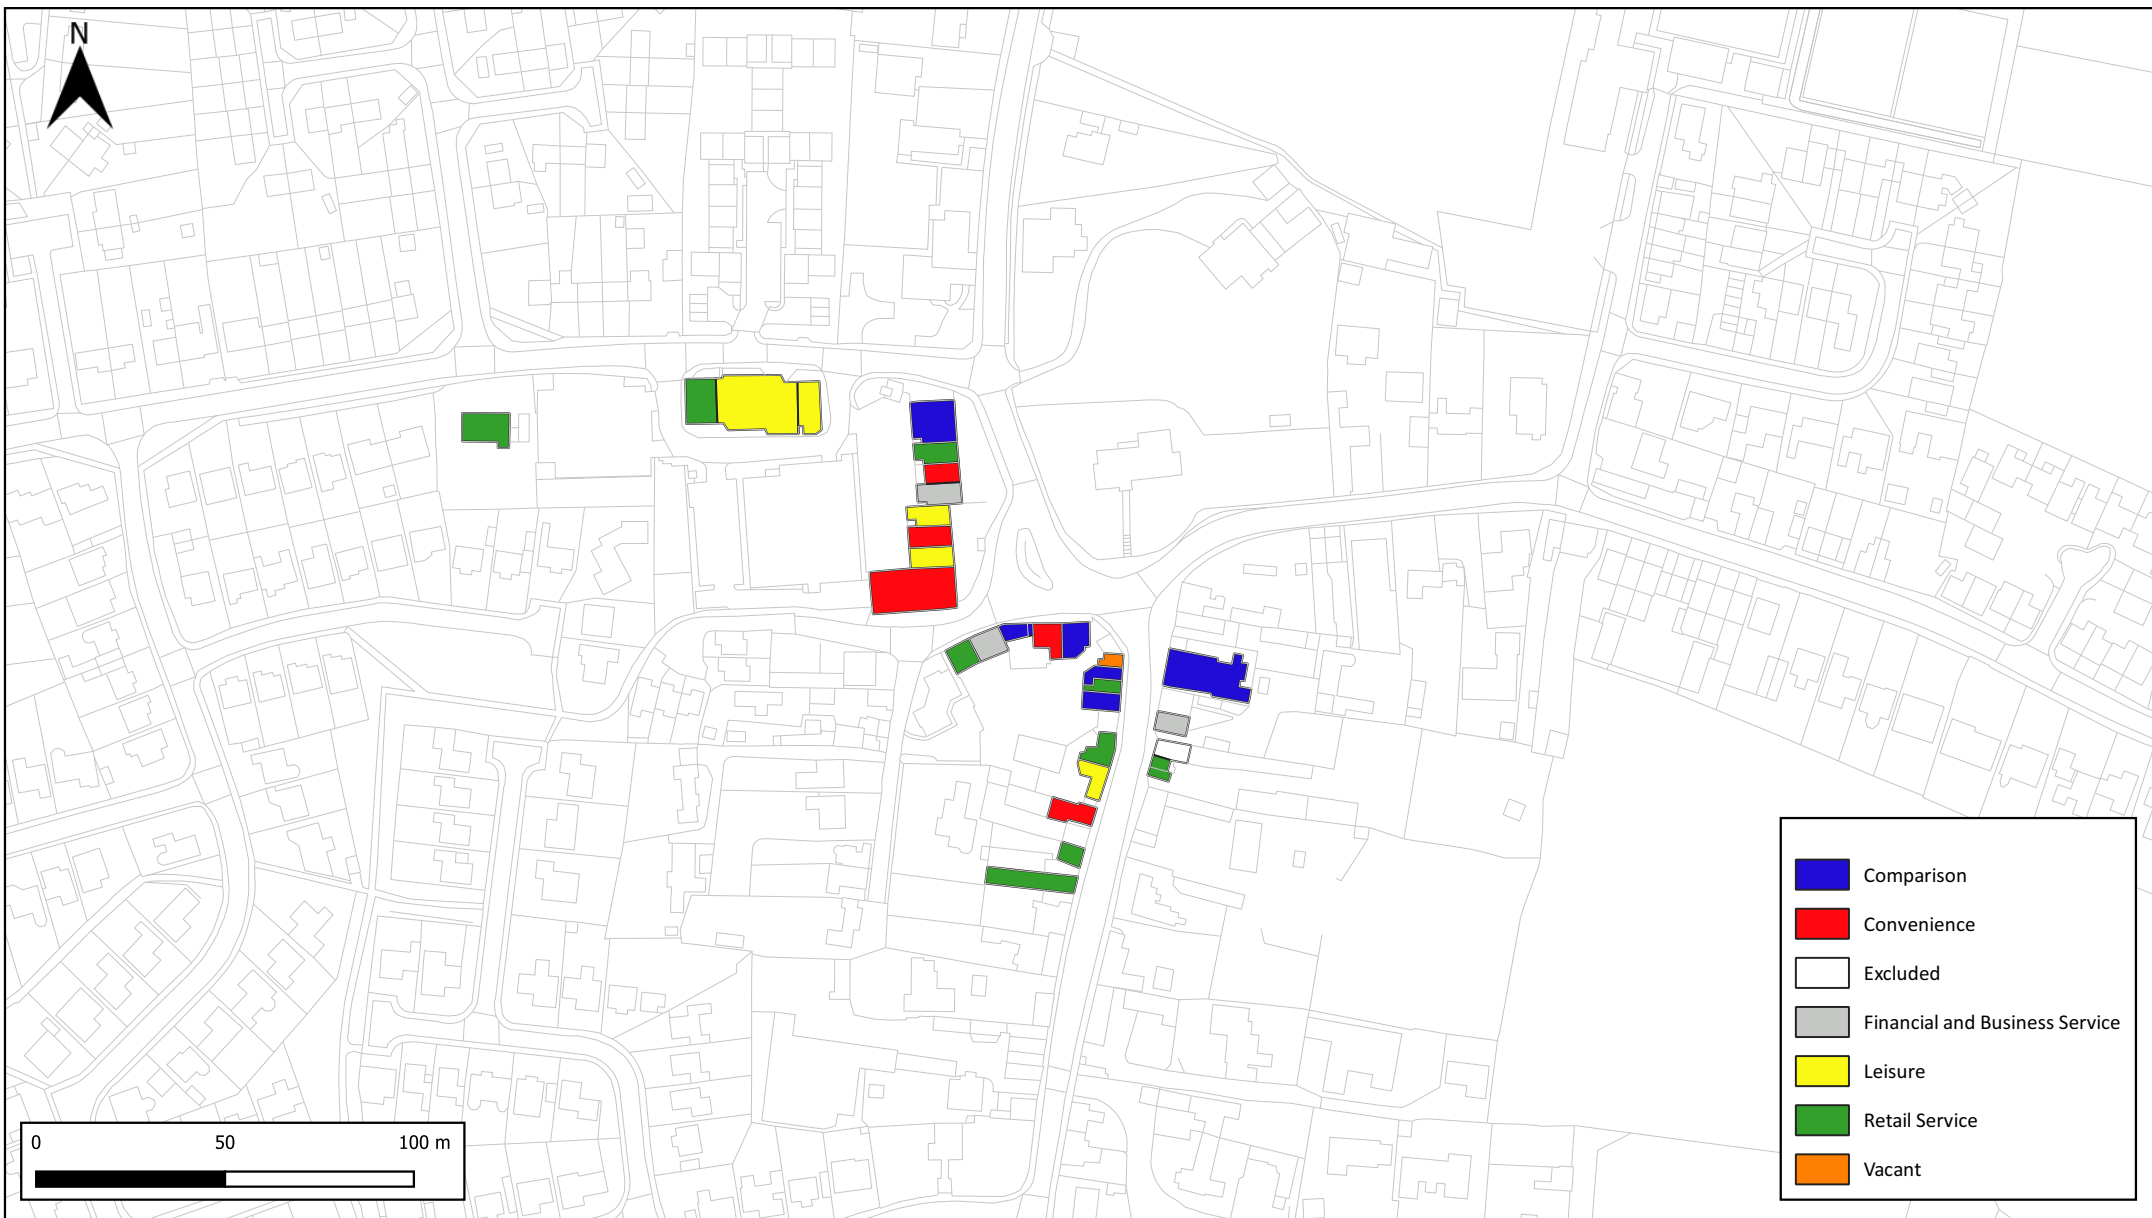 N
Comparison
Convenience
Excluded
Financial and Business Service
Leisure
Retail Service
Vacant
0 50 100 m